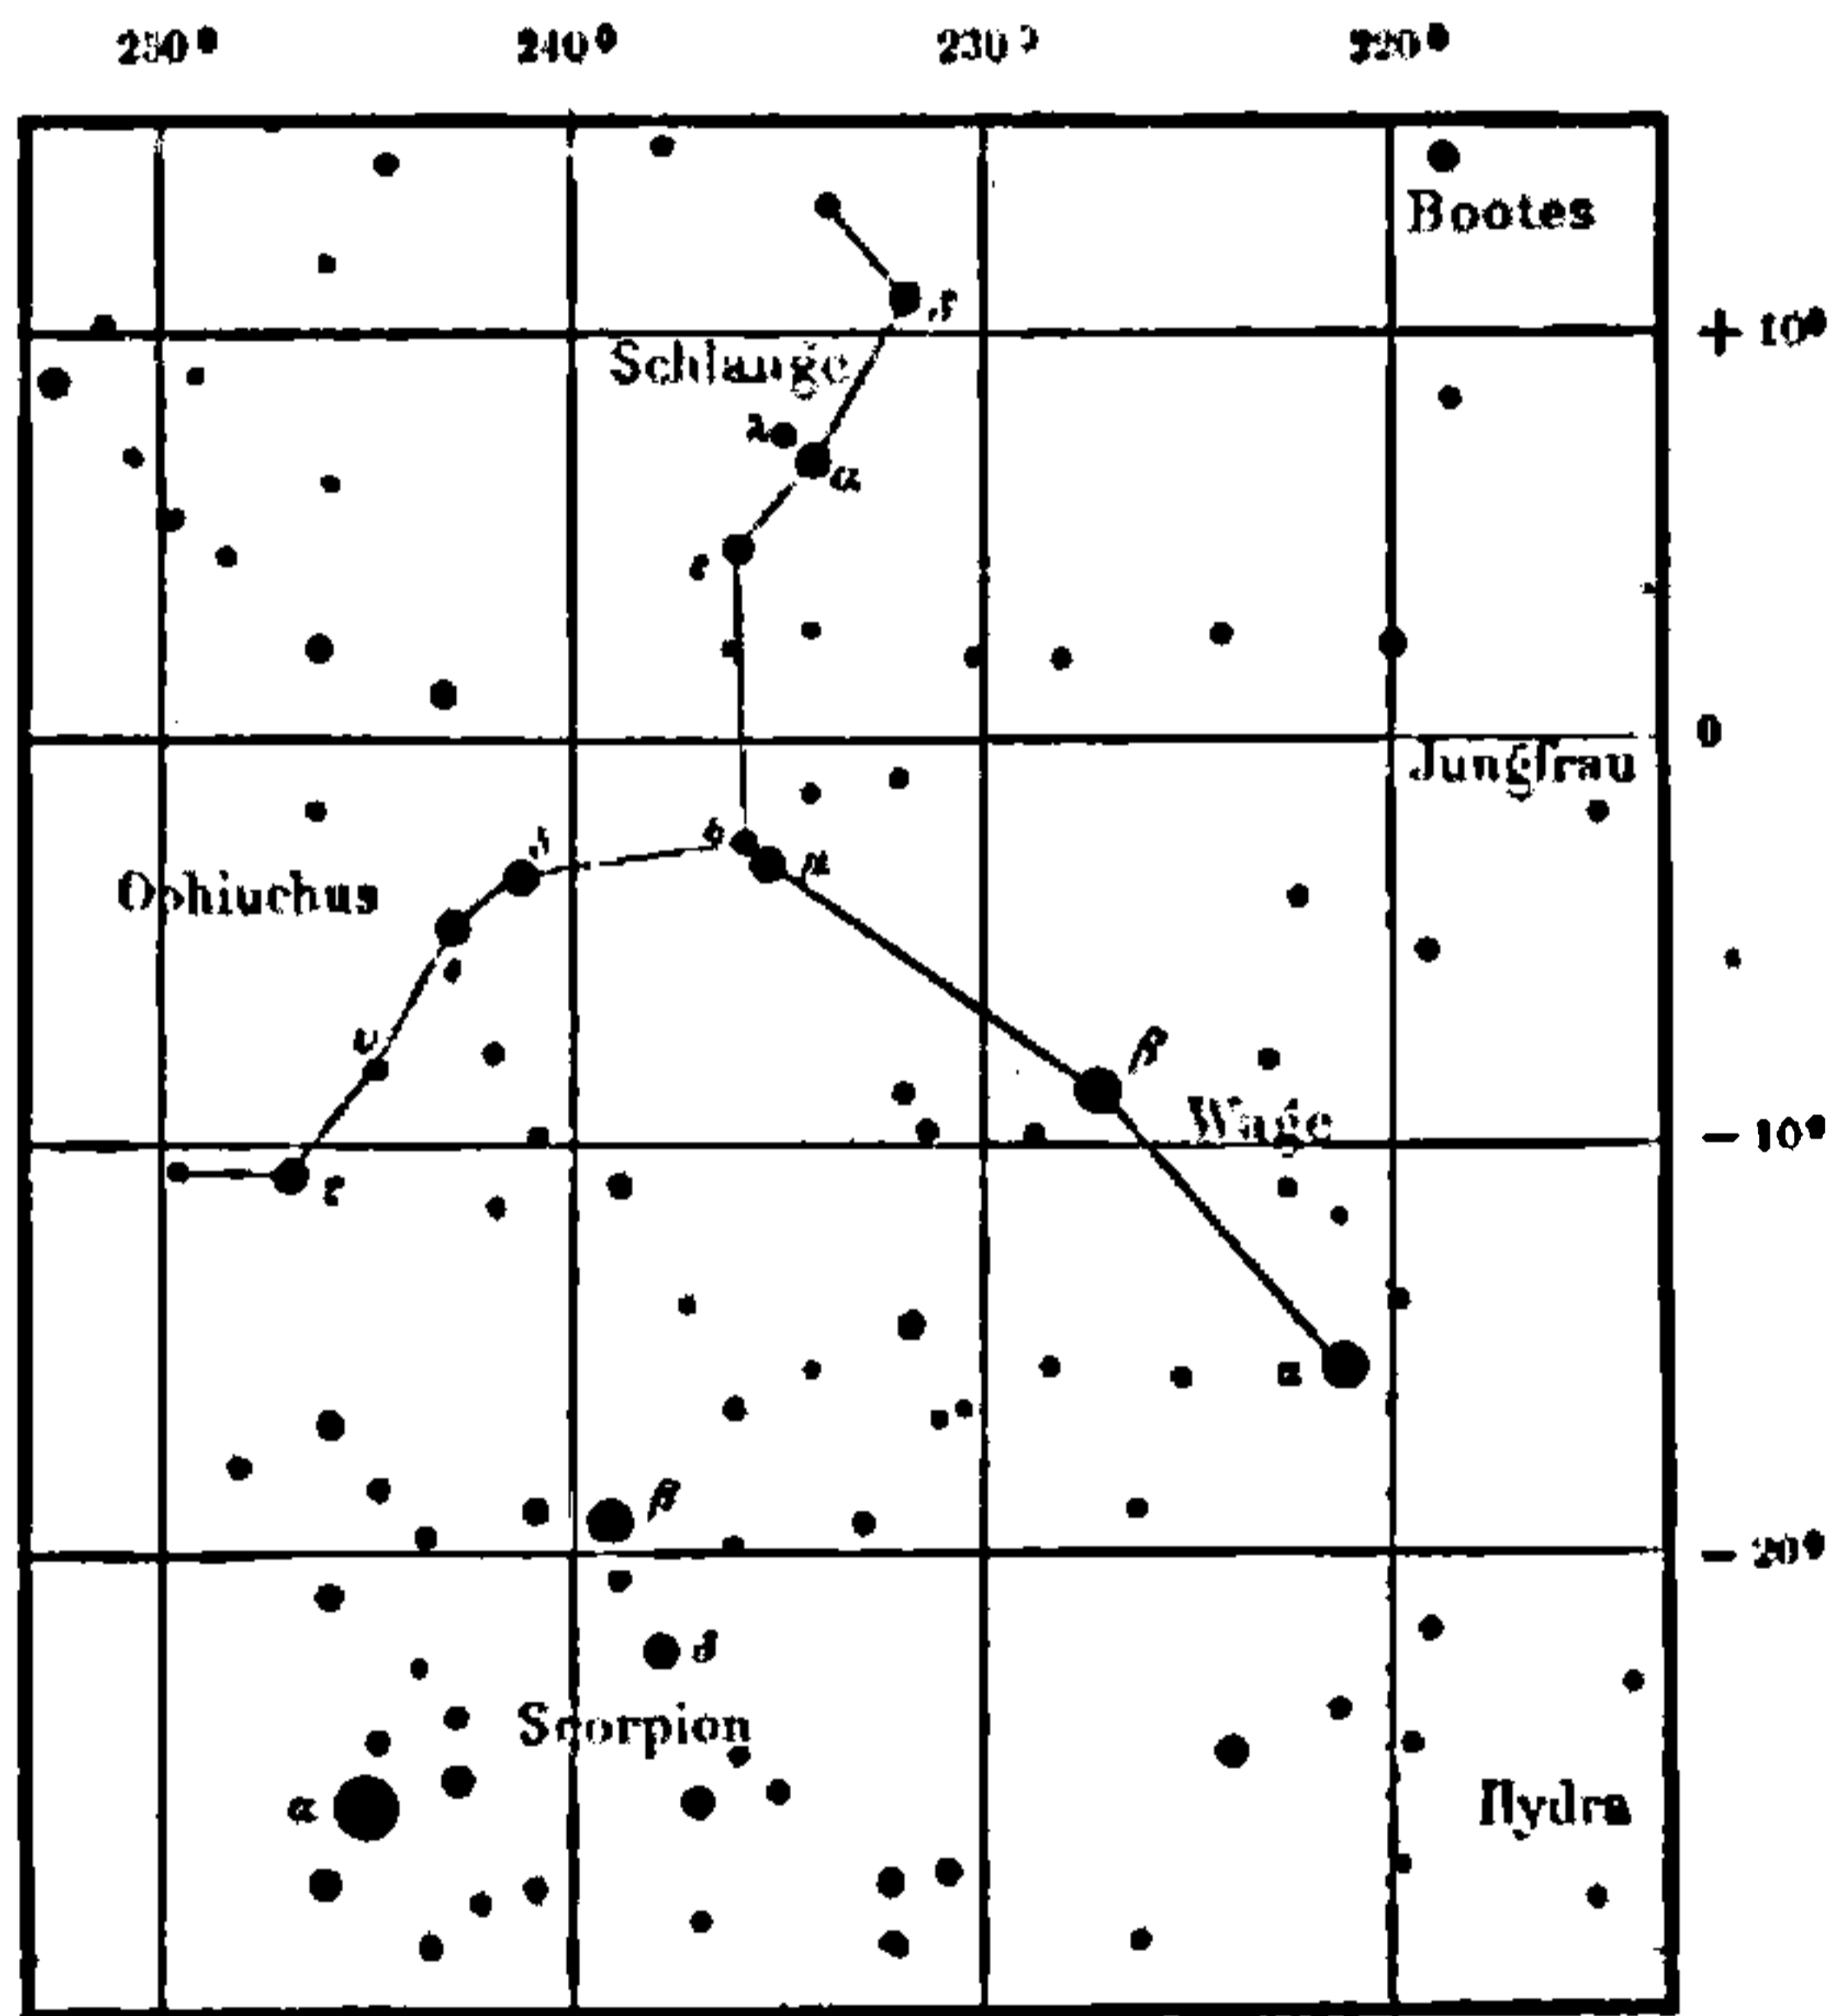 250° 240° 230° 220°
Bootes
β
+ 10°
Schlange
λ
α
ε
0
Jungfrau
δ
μ
Ophiuchus
ε
υ
β
Wage
− 10°
ζ
α
β
− 20°
δ
Scorpion
α
Hydra